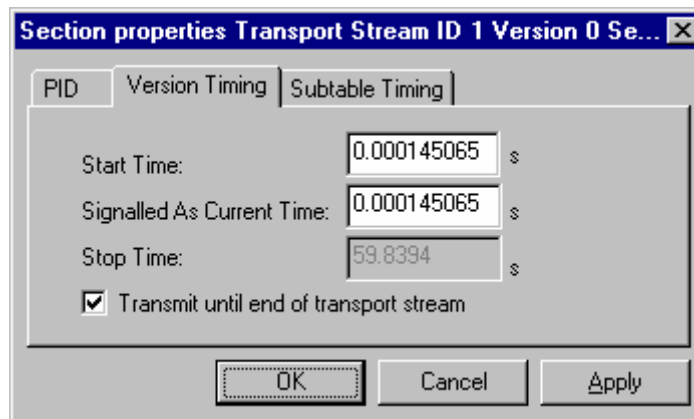 Section properties Transport Stream ID 1 Version 0 Se...
PID Version Timing Subtable Timing
Start Time: 0.000145065 s
Signalled As Current Time: 0.000145065 s
Stop Time: 59.8394 s
Transmit until end of transport stream
OK Cancel Apply